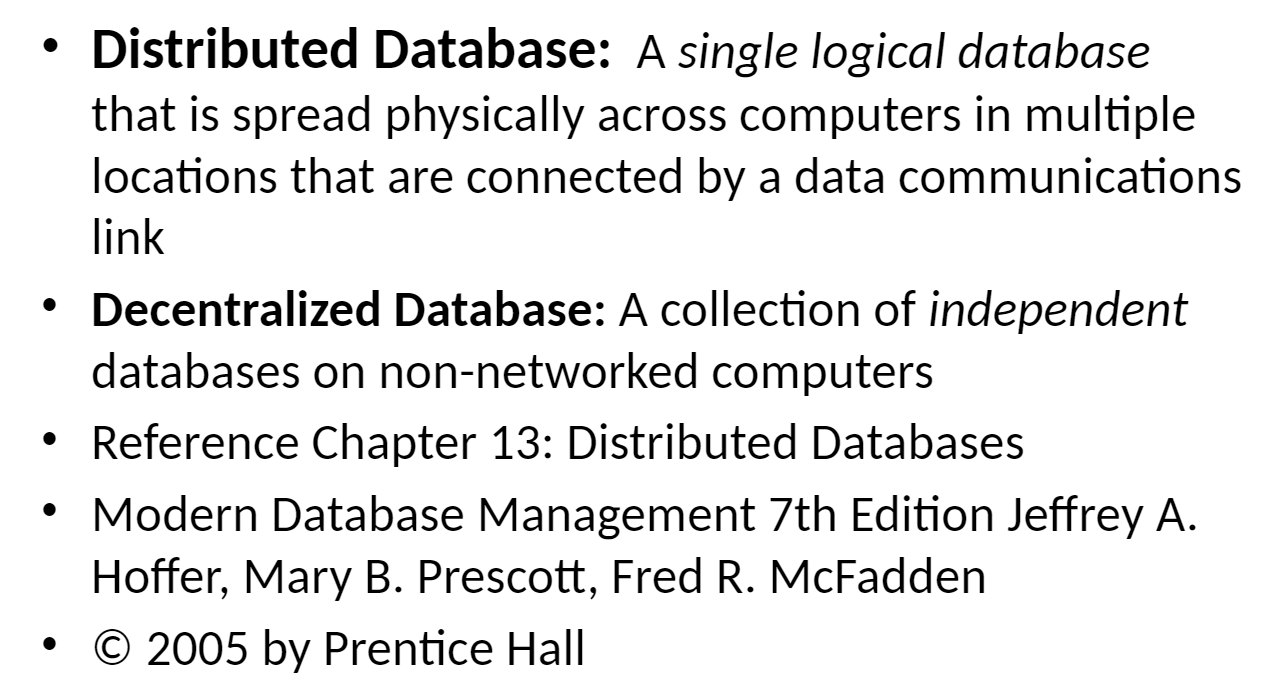 • Distributed Database: A single logical database
that is spread physically across computers in multiple
locations that are connected by a data communications
link
• Decentralized Database: A collection of independent
databases on non-networked computers
• Reference Chapter 13: Distributed Databases
• Modern Database Management 7th Edition Jeffrey A.
Hoffer, Mary B. Prescott, Fred R. McFadden
• © 2005 by Prentice Hall